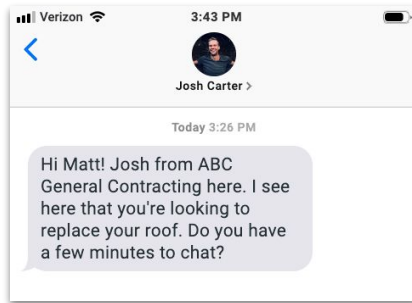 Verizon 3:43 PM
Josh Carter >
Today 3:26 PM
Hi Matt! Josh from ABC
General Contracting here. I see
here that you're looking to
replace your roof. Do you have
a few minutes to chat?